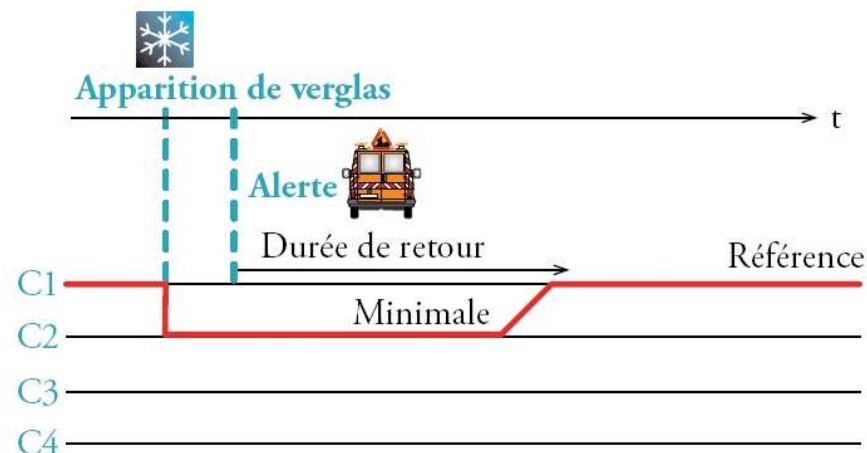 Apparition de verglas
t
Alerte
Durée de retour
Référence
C1
Minimale
C2
C3
C4